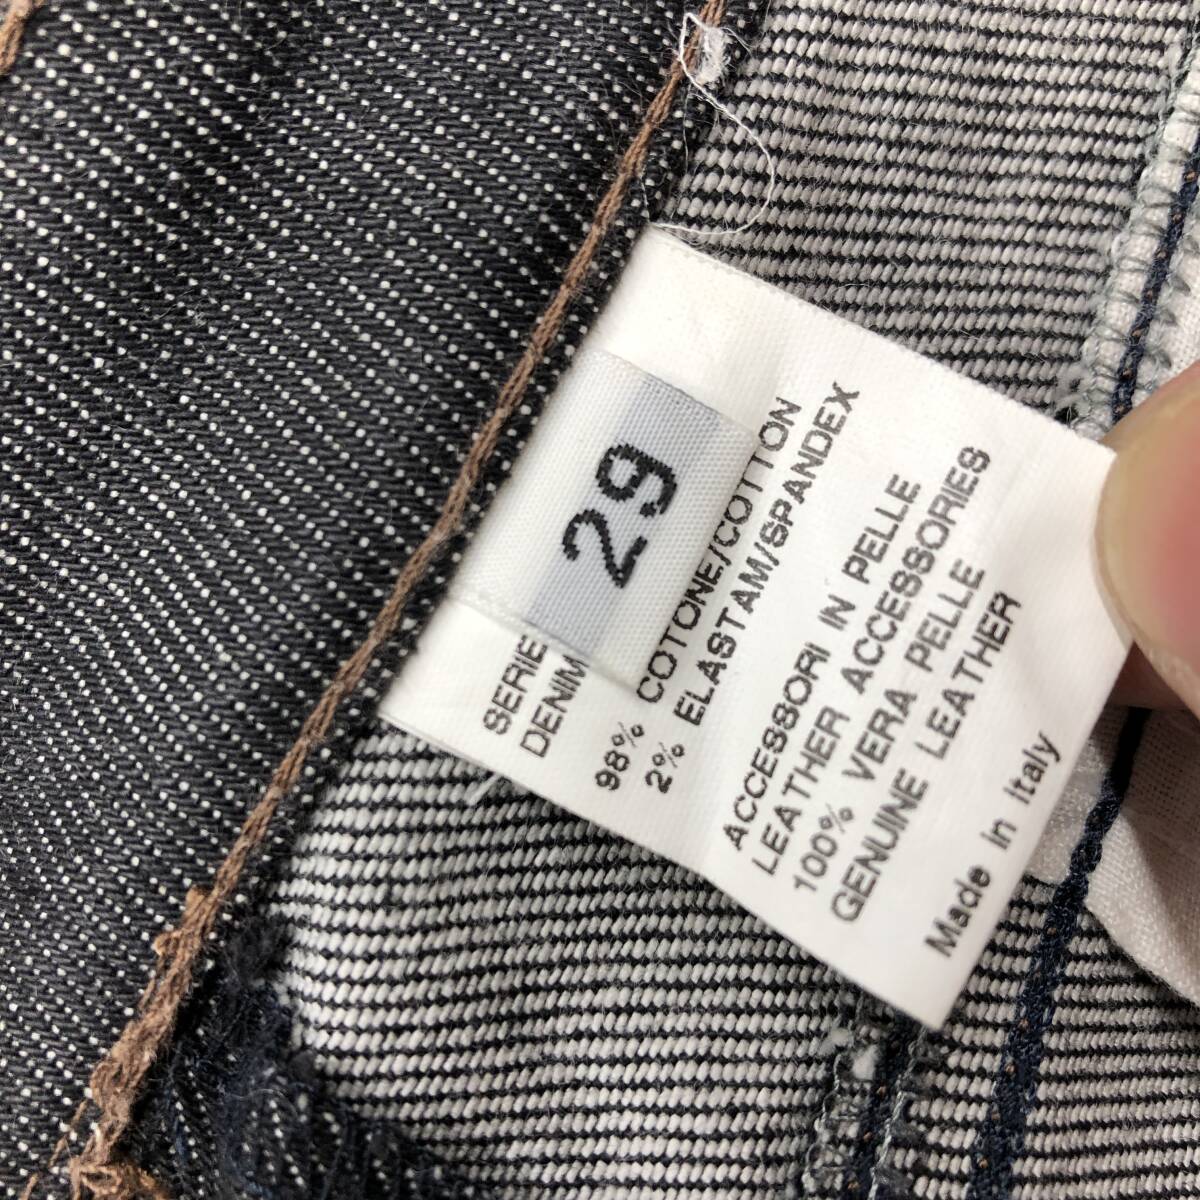 29
SERIE
DENIM
98% COTONE/COTTON
2% ELASTAM/SPANDEX
ACCESSORI IN PELLE
LEATHER ACCESSORIES
100% VERA PELLE
GENUINE LEATHER
Made in Italy